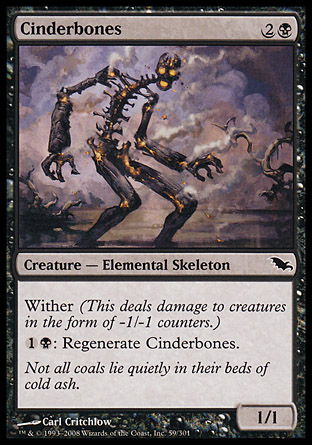 Cinderbones 2
Creature — Elemental Skeleton
Wither (This deals damage to creatures
in the form of -1/-1 counters.)
1 : Regenerate Cinderbones.
Not all coals lie quietly in their beds of
cold ash.
Carl Critchlow
™ & © 1993–2008 Wizards of the Coast, Inc. 59/301
1/1